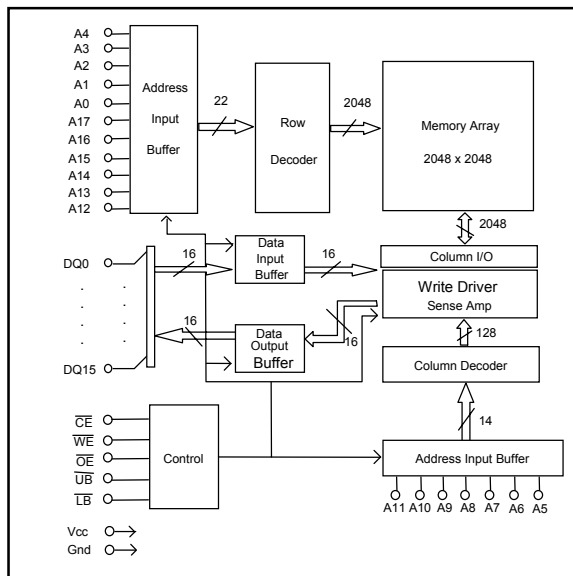 A4
A3
A2
A1
A0
A17
A16
A15
A14
A13
A12
Address
Input
Buffer
22
Row
Decoder
2048
Memory Array
2048 x 2048
2048
Column I/O
Write Driver
Sense Amp
128
Column Decoder
14
Address Input Buffer
A11 A10 A9 A8 A7 A6 A5
DQ0
. .
. .
. .
. .
DQ15
16
Data
Input
Buffer
16
16
Data
Output
Buffer
16
CE
WE
OE
UB
LB
Control
Vcc
Gnd